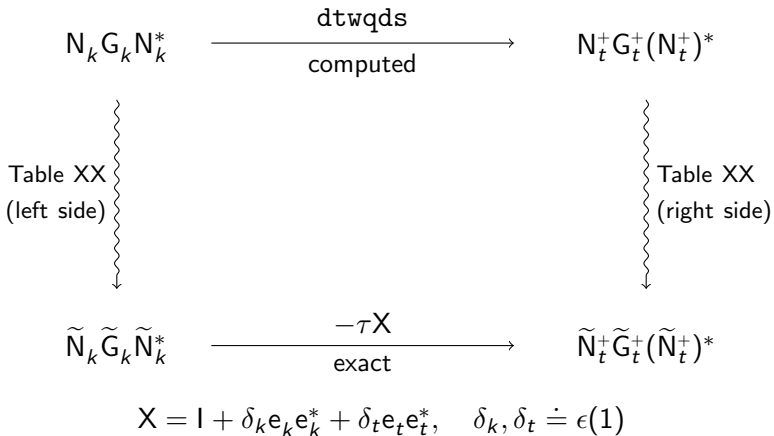 dtwqds
N_k G_k N_k^* N_t^+ G_t^+ (N_t^+)^*
computed
Table XX
(left side)
Table XX
(right side)
−τX
Ñ_k G̃_k Ñ_k^* Ñ_t^+ G̃_t^+ (Ñ_t^+)^*
exact
X = I + δ_k e_k e_k^* + δ_t e_t e_t^*, δ_k, δ_t ≐ ϵ(1)